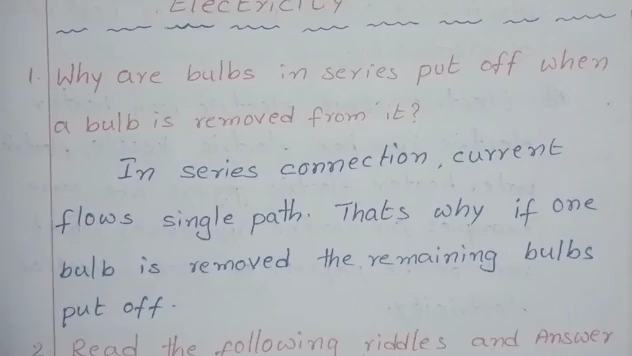 Electricity
1. Why are bulbs in series put off when
a bulb is removed from it?
In series connection, current
flows single path. Thats why if one
bulb is removed the remaining bulbs
put off.
2. Read the following riddles and Answer